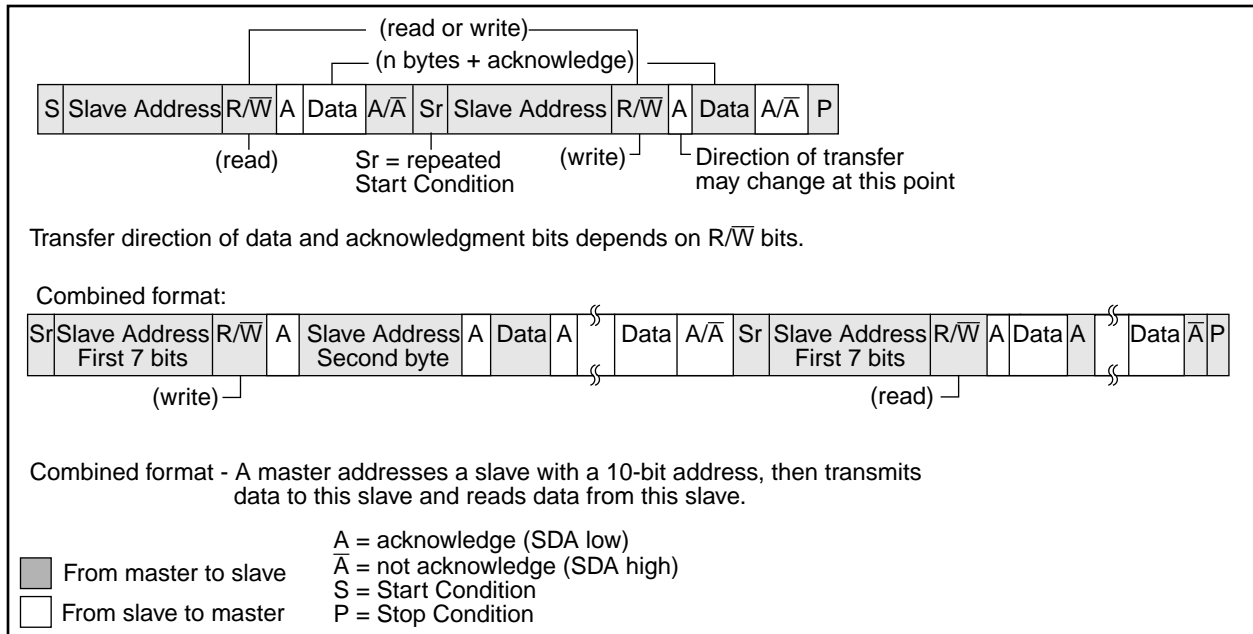 (read or write)
(n bytes + acknowledge)
S Slave Address R/W̅ A Data A/A̅ Sr Slave Address R/W̅ A Data A/A̅ P
(read) Sr = repeated Start Condition (write) Direction of transfer may change at this point
Transfer direction of data and acknowledgment bits depends on R/W̅ bits.
Combined format:
Sr Slave Address First 7 bits R/W̅ A Slave Address Second byte A Data A Data A/A̅ Sr Slave Address First 7 bits R/W̅ A Data A Data A̅ P
(write) (read)
Combined format - A master addresses a slave with a 10-bit address, then transmits
data to this slave and reads data from this slave.
A = acknowledge (SDA low)
A̅ = not acknowledge (SDA high)
S = Start Condition
P = Stop Condition
From master to slave
From slave to master